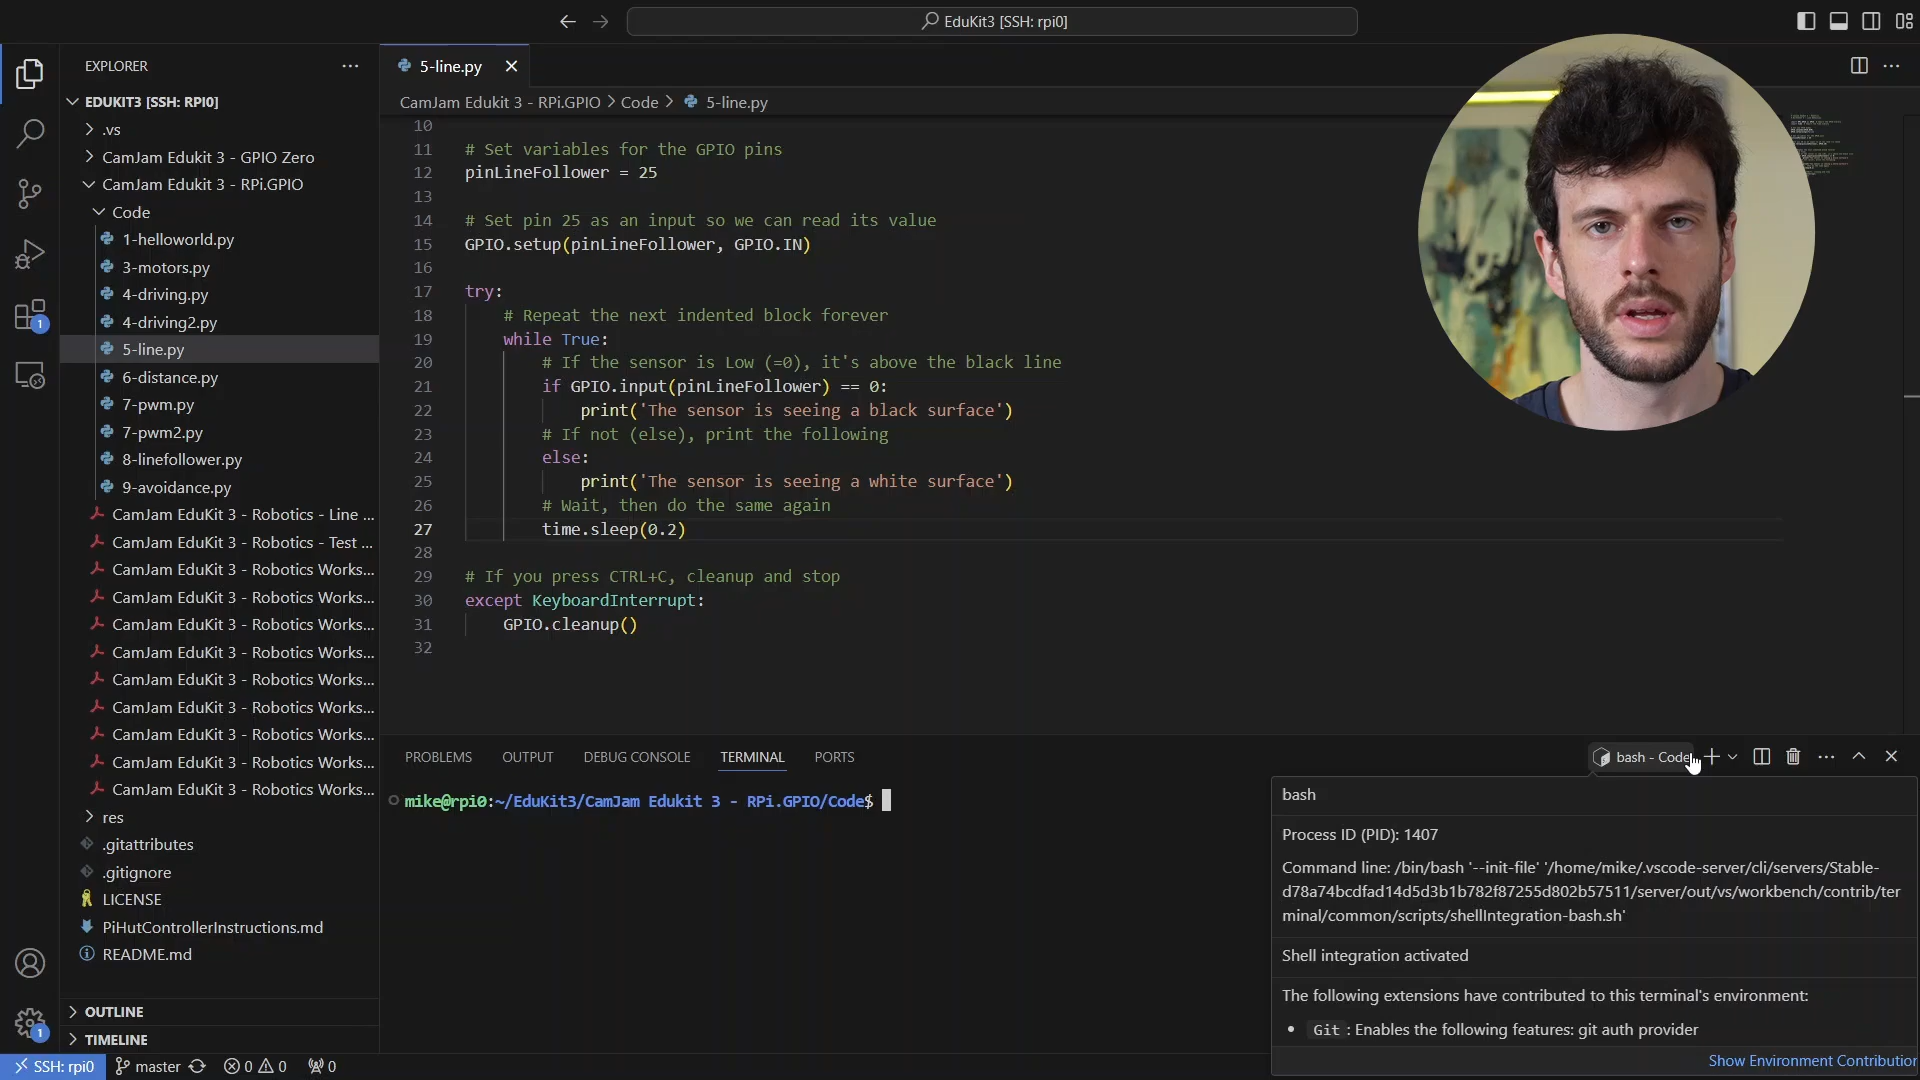 EduKit3 [SSH: rpi0]
EXPLORER
EDUKIT3 [SSH: RPI0]
.vs
CamJam Edukit 3 - GPIO Zero
CamJam Edukit 3 - RPi.GPIO
Code
1-helloworld.py
3-motors.py
4-driving.py
4-driving2.py
5-line.py
6-distance.py
7-pwm.py
7-pwm2.py
8-linefollower.py
9-avoidance.py
CamJam EduKit 3 - Robotics - Line ...
CamJam EduKit 3 - Robotics - Test ...
CamJam EduKit 3 - Robotics Works...
CamJam EduKit 3 - Robotics Works...
CamJam EduKit 3 - Robotics Works...
CamJam EduKit 3 - Robotics Works...
CamJam EduKit 3 - Robotics Works...
CamJam EduKit 3 - Robotics Works...
CamJam EduKit 3 - Robotics Works...
CamJam EduKit 3 - Robotics Works...
CamJam EduKit 3 - Robotics Works...
res
.gitattributes
.gitignore
LICENSE
PiHutControllerInstructions.md
README.md
OUTLINE
TIMELINE
1
1
5-line.py
CamJam Edukit 3 - RPi.GPIO > Code > 5-line.py
10
11 # Set variables for the GPIO pins
12 pinLineFollower = 25
13
14 # Set pin 25 as an input so we can read its value
15 GPIO.setup(pinLineFollower, GPIO.IN)
16
17 try:
18 # Repeat the next indented block forever
19 while True:
20 # If the sensor is Low (=0), it's above the black line
21 if GPIO.input(pinLineFollower) == 0:
22 print('The sensor is seeing a black surface')
23 # If not (else), print the following
24 else:
25 print('The sensor is seeing a white surface')
26 # Wait, then do the same again
27 time.sleep(0.2)
28
29 # If you press CTRL+C, cleanup and stop
30 except KeyboardInterrupt:
31 GPIO.cleanup()
32
PROBLEMS OUTPUT DEBUG CONSOLE TERMINAL PORTS
bash - Code
mike@rpi0:~/EduKit3/CamJam Edukit 3 - RPi.GPIO/Code$
bash
Process ID (PID): 1407
Command line: /bin/bash '--init-file' '/home/mike/.vscode-server/cli/servers/Stable-
d78a74bcdfad14d5d3b1b782f87255d802b57511/server/out/vs/workbench/contrib/ter
minal/common/scripts/shellIntegration-bash.sh'
Shell integration activated
The following extensions have contributed to this terminal's environment:
• Git : Enables the following features: git auth provider
Show Environment Contribution
SSH: rpi0 master 0 0 0